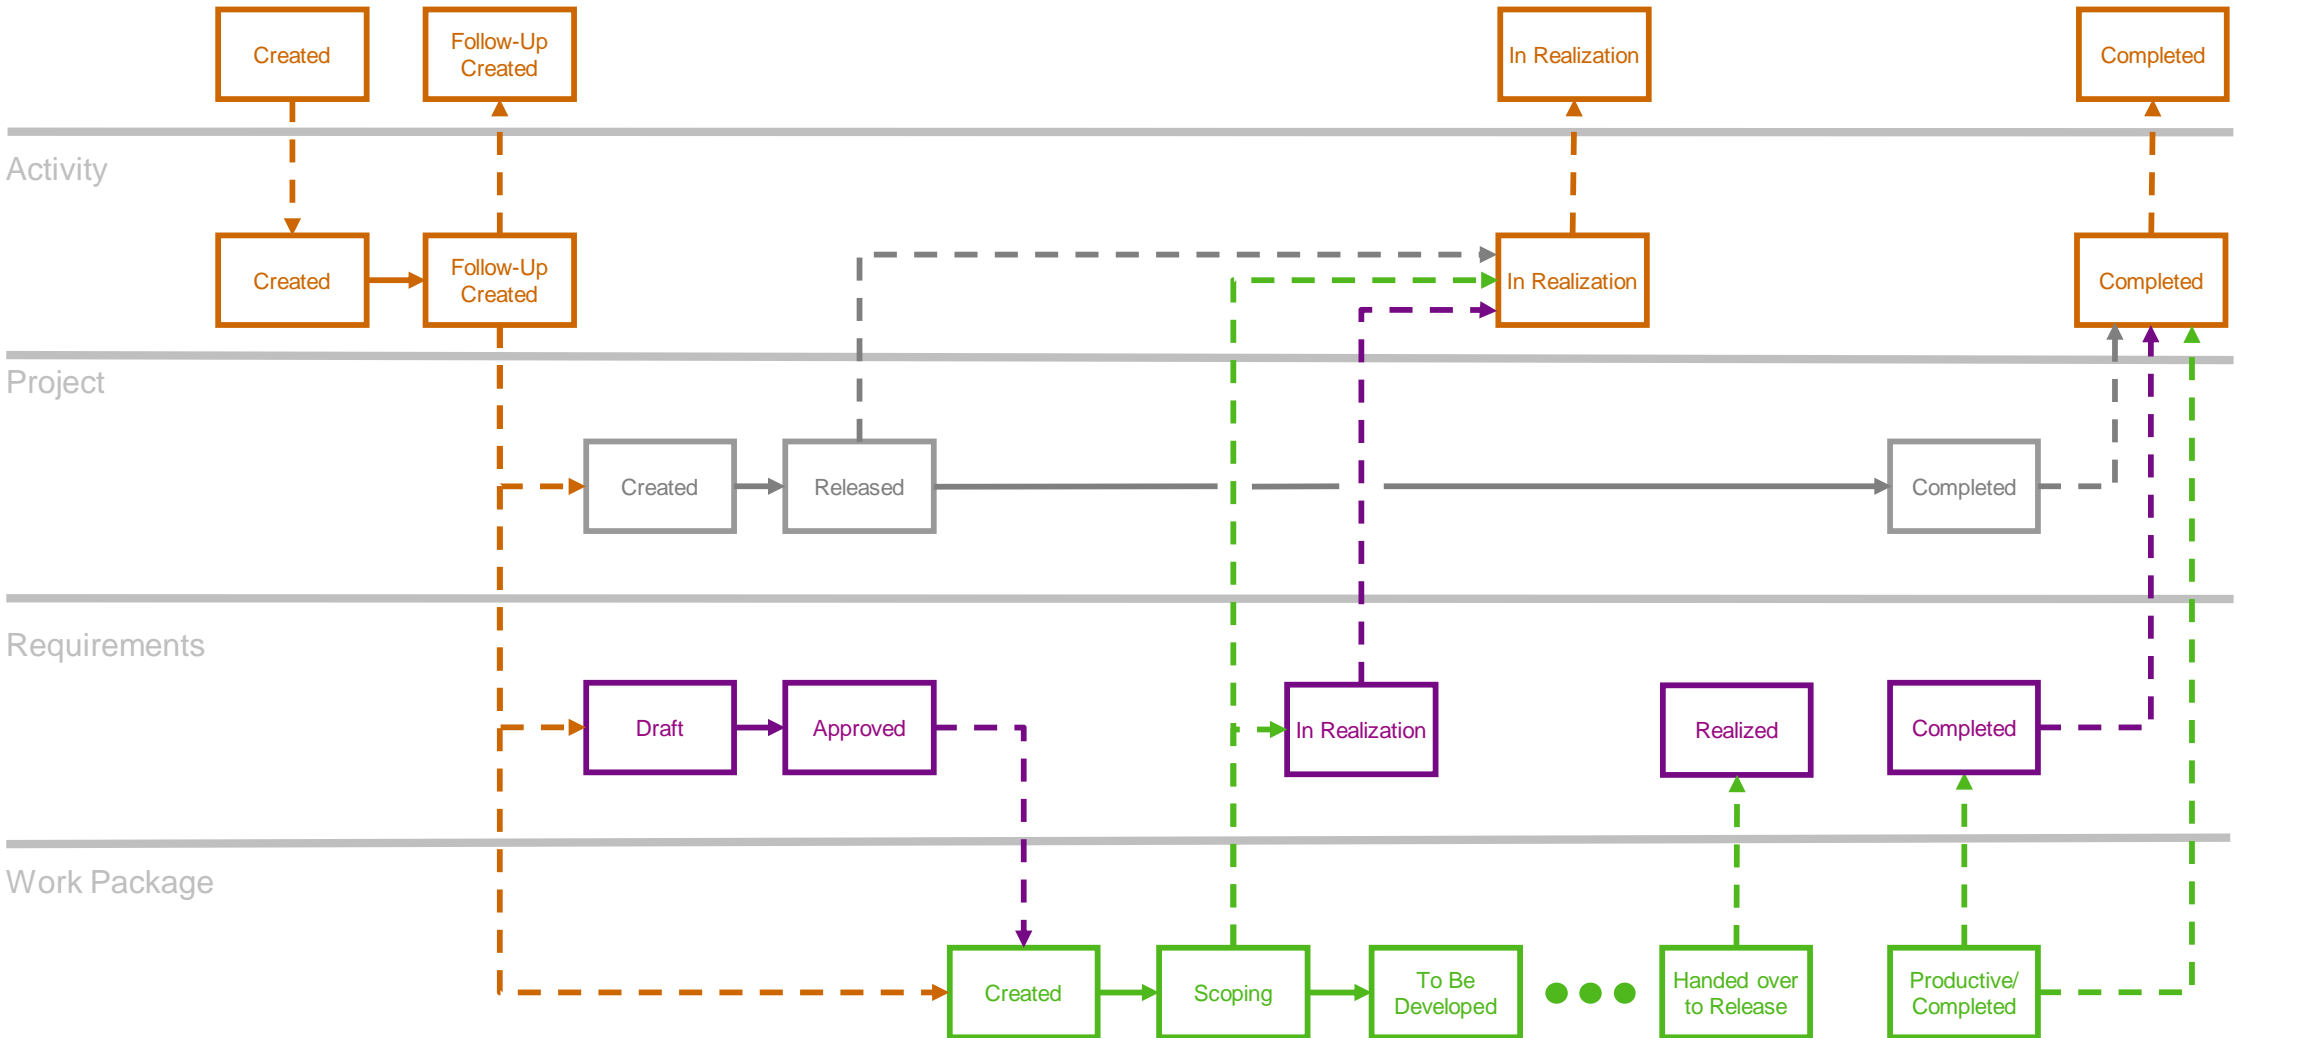 Created
Follow-Up
Created
In Realization
Completed
Activity
Created
Follow-Up
Created
In Realization
Completed
Project
Created
Released
Completed
Requirements
Draft
Approved
In Realization
Realized
Completed
Work Package
Created
Scoping
To Be
Developed
Handed over
to Release
Productive/
Completed